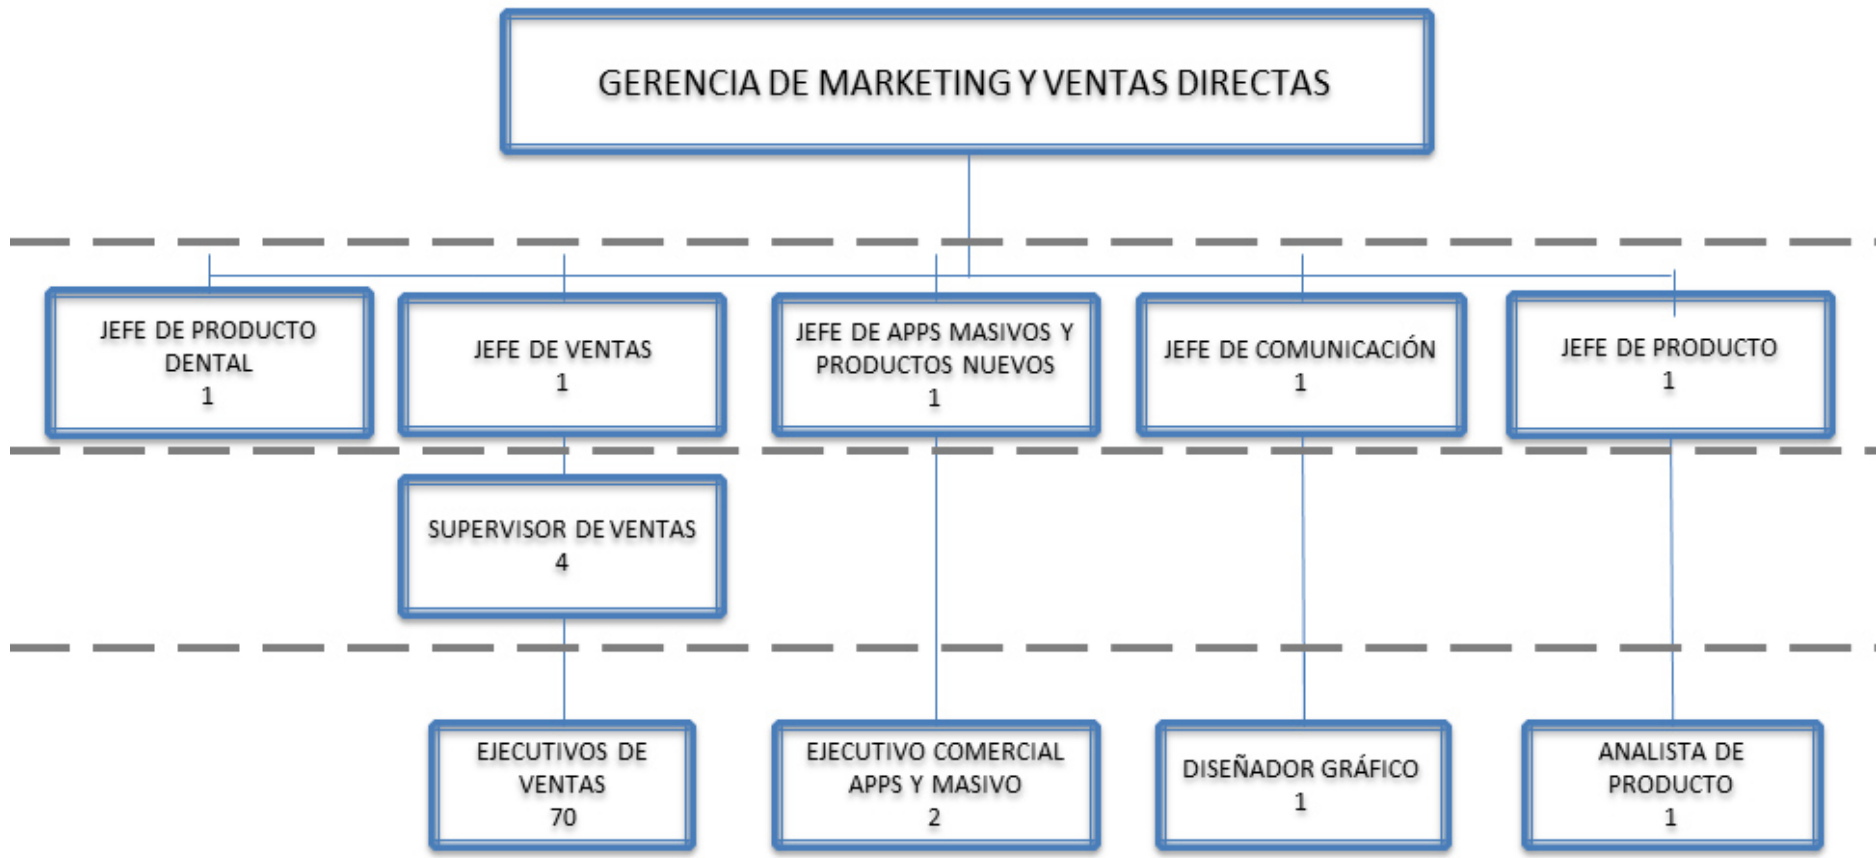 GERENCIA DE MARKETING Y VENTAS DIRECTAS
JEFE DE PRODUCTO
DENTAL
1
JEFE DE VENTAS
1
JEFE DE APPS MASIVOS Y
PRODUCTOS NUEVOS
1
JEFE DE COMUNICACIÓN
1
JEFE DE PRODUCTO
1
SUPERVISOR DE VENTAS
4
EJECUTIVOS DE
VENTAS
70
EJECUTIVO COMERCIAL
APPS Y MASIVO
2
DISEÑADOR GRÁFICO
1
ANALISTA DE
PRODUCTO
1